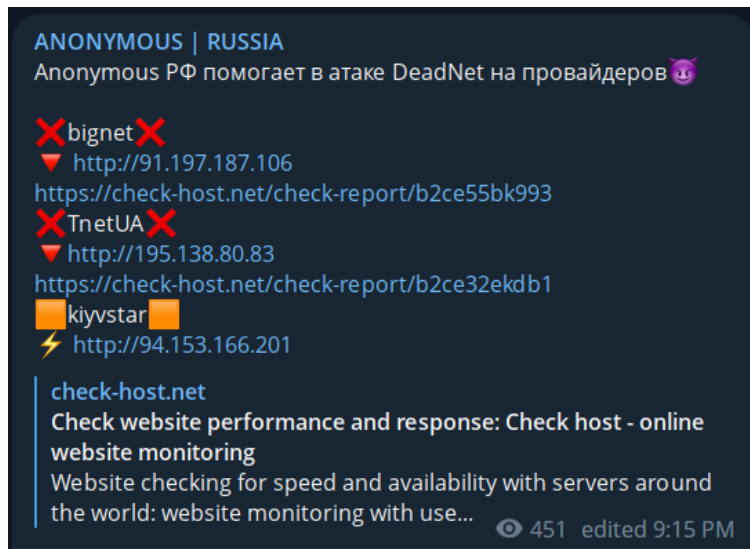 ANONYMOUS | RUSSIA
Anonymous РФ помогает в атаке DeadNet на провайдеров😈
❌bignet❌
🔻 http://91.197.187.106
https://check-host.net/check-report/b2ce55bk993
❌TnetUA❌
🔻http://195.138.80.83
https://check-host.net/check-report/b2ce32ekdb1
🟧kiyvstar🟧
⚡ http://94.153.166.201
check-host.net
Check website performance and response: Check host - online
website monitoring
Website checking for speed and availability with servers around
the world: website monitoring with use...
451 edited 9:15 PM